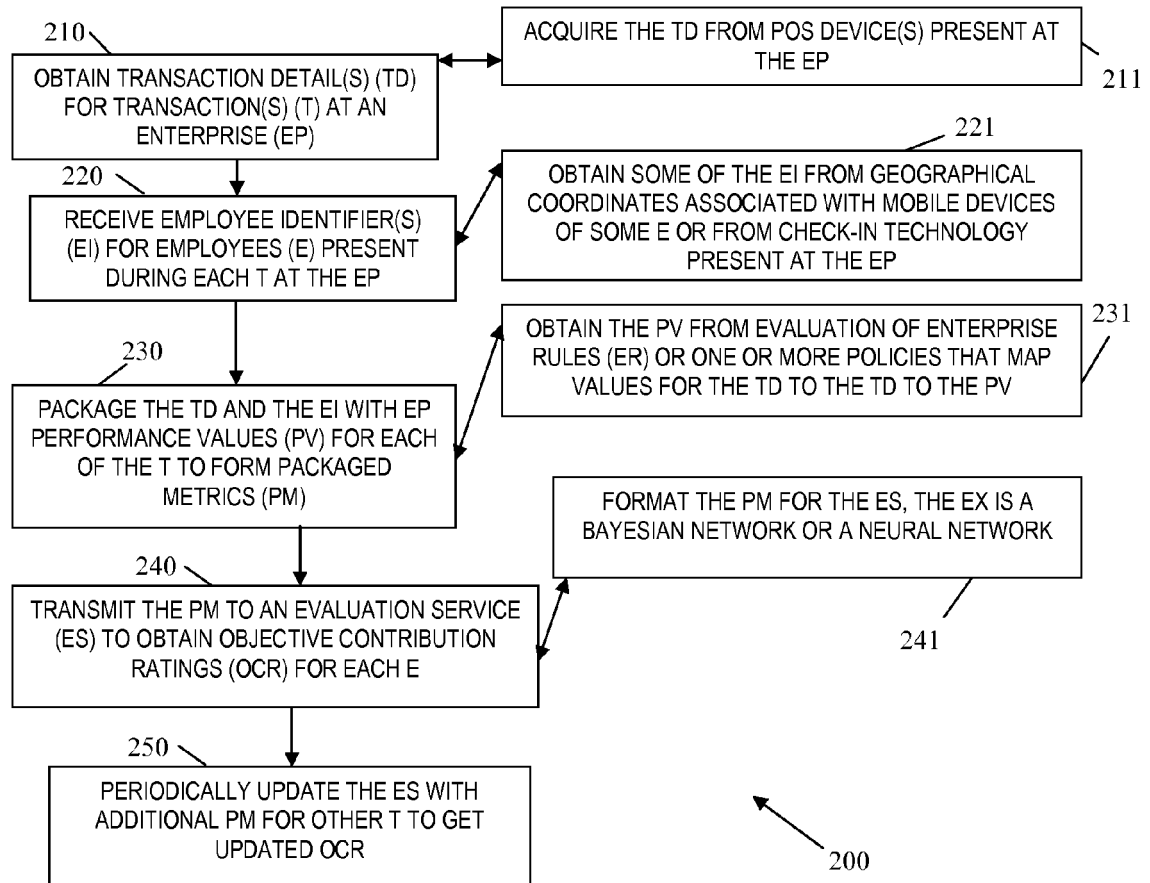 210
OBTAIN TRANSACTION DETAIL(S) (TD)
FOR TRANSACTION(S) (T) AT AN
ENTERPRISE (EP)
ACQUIRE THE TD FROM POS DEVICE(S) PRESENT AT
THE EP
211
220
RECEIVE EMPLOYEE IDENTIFIER(S)
(EI) FOR EMPLOYEES (E) PRESENT
DURING EACH T AT THE EP
221
OBTAIN SOME OF THE EI FROM GEOGRAPHICAL
COORDINATES ASSOCIATED WITH MOBILE DEVICES
OF SOME E OR FROM CHECK-IN TECHNOLOGY
PRESENT AT THE EP
230
PACKAGE THE TD AND THE EI WITH EP
PERFORMANCE VALUES (PV) FOR EACH
OF THE T TO FORM PACKAGED
METRICS (PM)
OBTAIN THE PV FROM EVALUATION OF ENTERPRISE
RULES (ER) OR ONE OR MORE POLICIES THAT MAP
VALUES FOR THE TD TO THE TD TO THE PV
231
240
TRANSMIT THE PM TO AN EVALUATION SERVICE
(ES) TO OBTAIN OBJECTIVE CONTRIBUTION
RATINGS (OCR) FOR EACH E
FORMAT THE PM FOR THE ES, THE EX IS A
BAYESIAN NETWORK OR A NEURAL NETWORK
241
250
PERIODICALLY UPDATE THE ES WITH
ADDITIONAL PM FOR OTHER T TO GET
UPDATED OCR
200